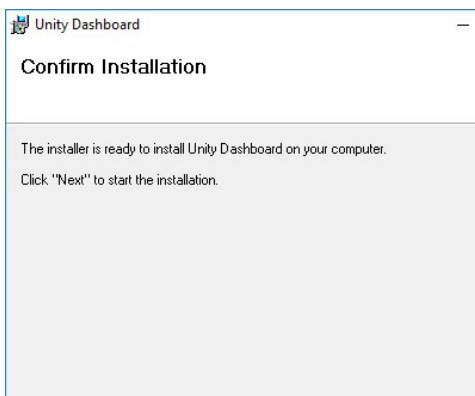 Unity Dashboard
Confirm Installation
The installer is ready to install Unity Dashboard on your computer.
Click "Next" to start the installation.